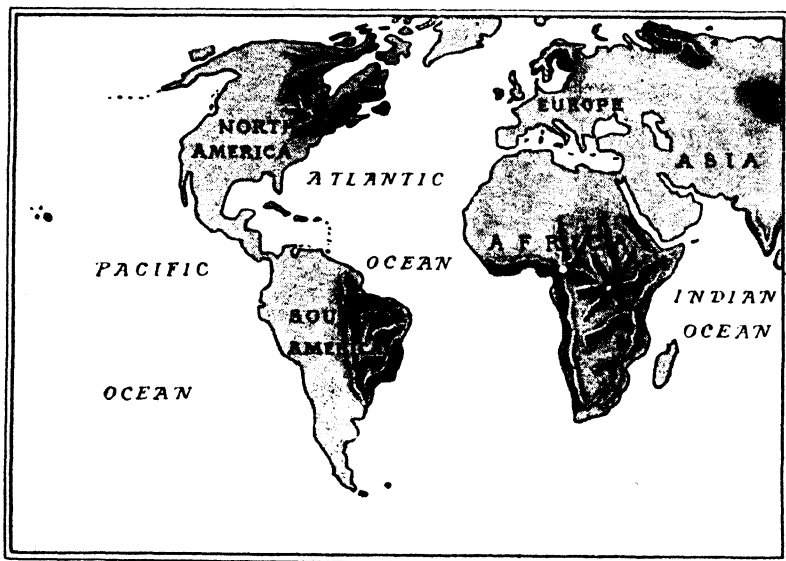 NORTH
AMERICA
EUROPE
ASIA
ATLANTIC
AFRICA
PACIFIC
OCEAN
INDIAN
OCEAN
SOUTH
AMERICA
OCEAN